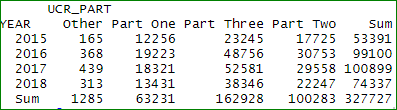 UCR_PART
YEAR Other Part One Part Three Part Two Sum
2015 165 12256 23245 17725 53391
2016 368 19223 48756 30753 99100
2017 439 18321 52581 29558 100899
2018 313 13431 38346 22247 74337
Sum 1285 63231 162928 100283 327727